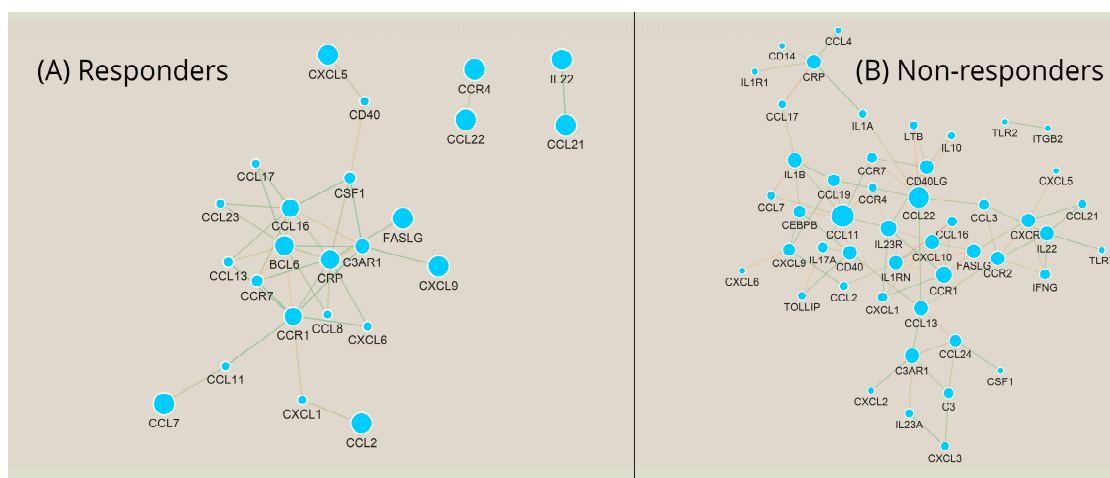 (A) Responders
CXCL5
CD40
CCR4
CCL22
IL22
CCL21
CCL17
CSF1
CCL23
CCL16
FASLG
BCL6
C3AR1
CCL13
CRP
CXCL9
CCR7
CCR1
CCL8
CXCL6
CCL11
CCL7
CXCL1
CCL2
(B) Non-responders
CCL4
CD14
IL1R1
CRP
CCL17
IL1A
LTB
IL10
TLR2
ITGB2
IL1B
CCR7
CD40LG
CXCL5
CCL19
CCR4
CCL7
CCL22
CCL3
CCL21
CEBPB
CCL11
CCL16
CXCR
IL23R
IL22
CXCL9
IL17A
CD40
CXCL10
FASLG
CCR2
CXCL6
IL1RN
CCR1
IFNG
TOLLIP
CCL2
CXCL1
CCL13
CCL24
C3AR1
CSF1
CXCL2
C3
IL23A
CXCL3